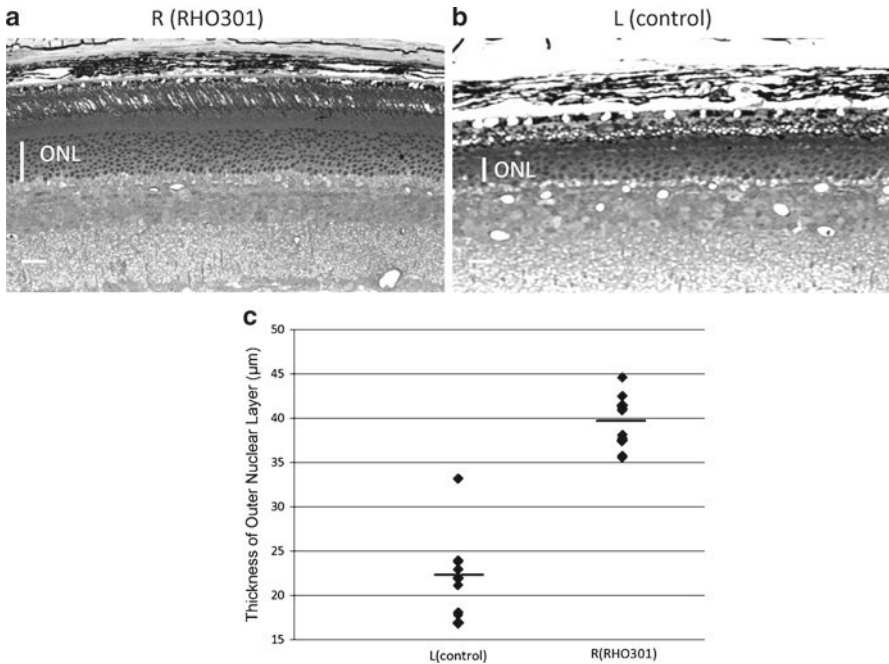 a
R (RHO301)
b
L (control)
ONL
ONL
c
Thickness of Outer Nuclear Layer (µm)
50
45
40
35
30
25
20
15
L(control)
R(RHO301)